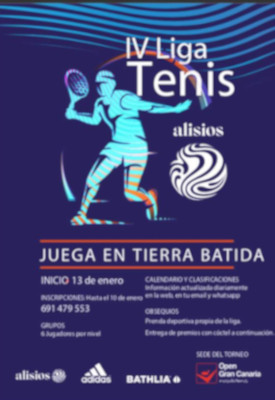 IV Liga
Tenis
alisios
JUEGA EN TIERRA BATIDA
INICIO 13 de enero
INSCRIPCIONES Hasta el 10 de enero
691 479 553
GRUPOS
6 Jugadores por nivel
CALENDARIO Y CLASIFICACIONES
Información actualizada diariamente
en la web, en tu email y whatsapp
OBSEQUIOS
Prenda deportiva propia de la liga.
Entrega de premios con cóctel a continuación.
SEDE DEL TORNEO
alisios
adidas
BATHLIA
Open
Gran Canaria